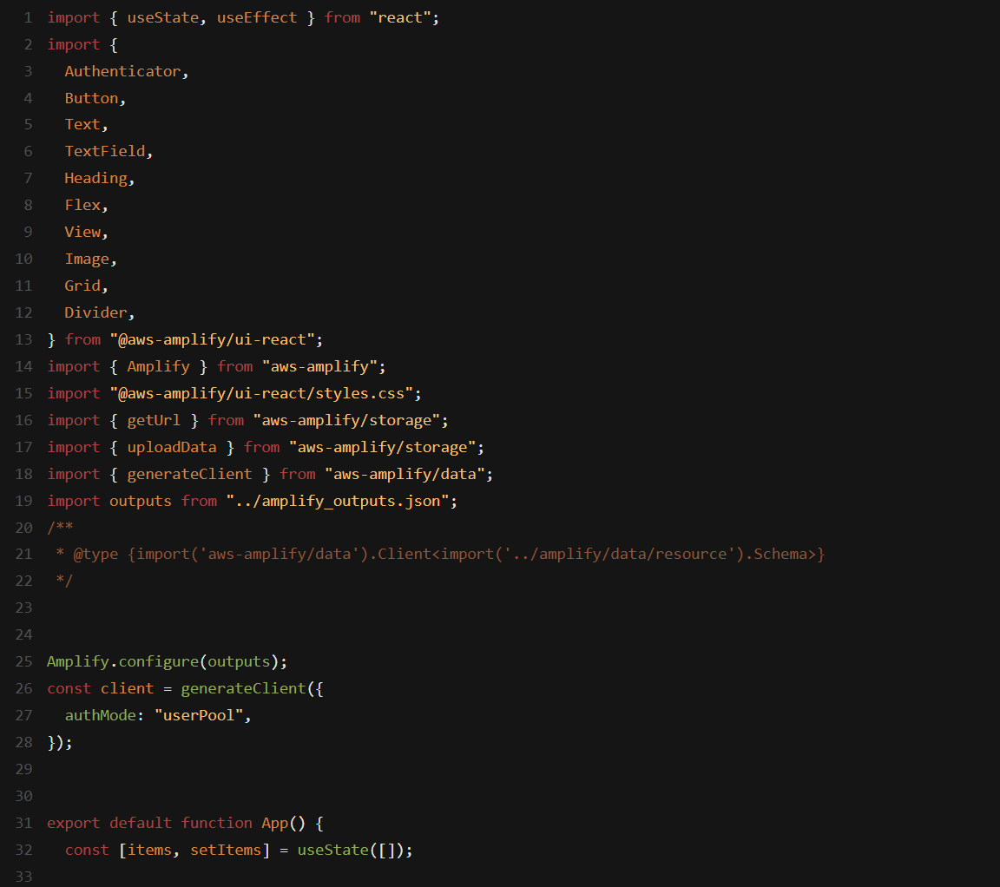 1 import { useState, useEffect } from "react";
2 import {
3   Authenticator,
4   Button,
5   Text,
6   TextField,
7   Heading,
8   Flex,
9   View,
10   Image,
11   Grid,
12   Divider,
13 } from "@aws-amplify/ui-react";
14 import { Amplify } from "aws-amplify";
15 import "@aws-amplify/ui-react/styles.css";
16 import { getUrl } from "aws-amplify/storage";
17 import { uploadData } from "aws-amplify/storage";
18 import { generateClient } from "aws-amplify/data";
19 import outputs from "../amplify_outputs.json";
20 /**
21  * @type {import('aws-amplify/data').Client<import('../amplify/data/resource').Schema>}
22  */
23
24
25 Amplify.configure(outputs);
26 const client = generateClient({
27   authMode: "userPool",
28 });
29
30
31 export default function App() {
32   const [items, setItems] = useState([]);
33